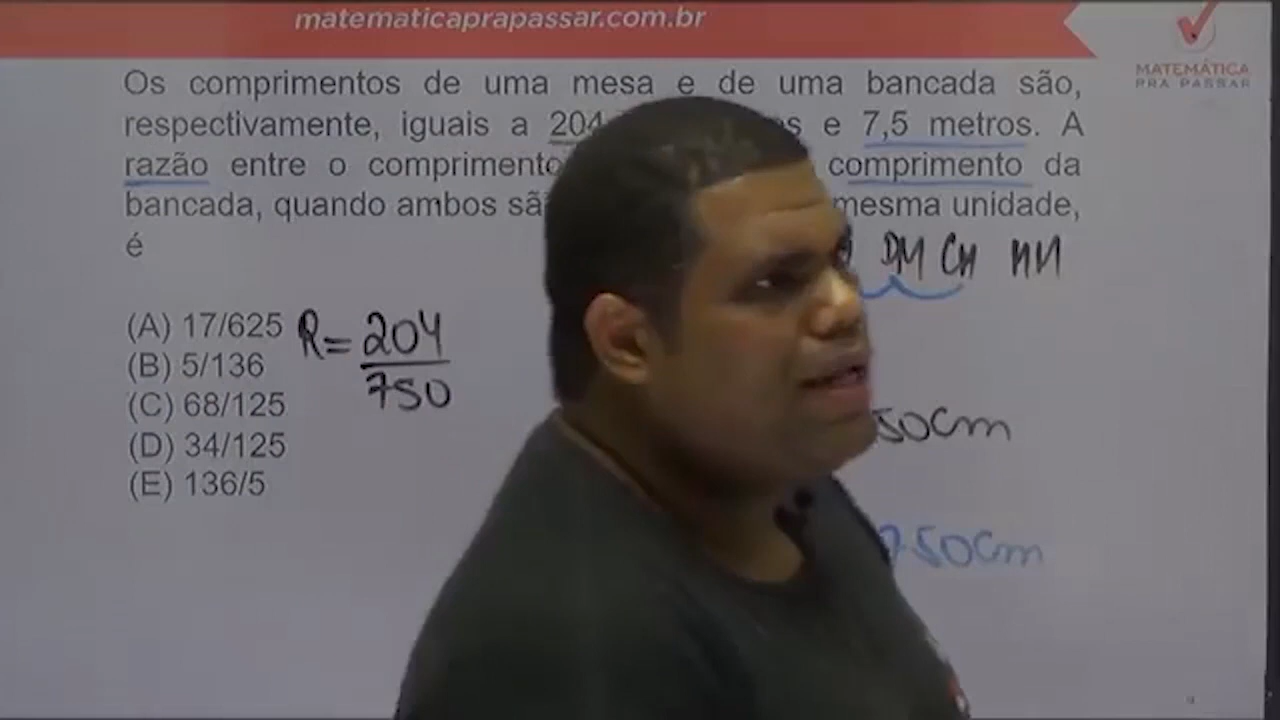 matematicaprapassar.com.br
MATEMÁTICA
PRA PASSAR
Os comprimentos de uma mesa e de uma bancada são,
respectivamente, iguais a 204 e 7,5 metros. A
razão entre o comprimento comprimento da
bancada, quando ambos mesma unidade,
é
DM CM MM
(A) 17/625
(B) 5/136
(C) 68/125
(D) 34/125
(E) 136/5
R= 204
750
50cm
750cm